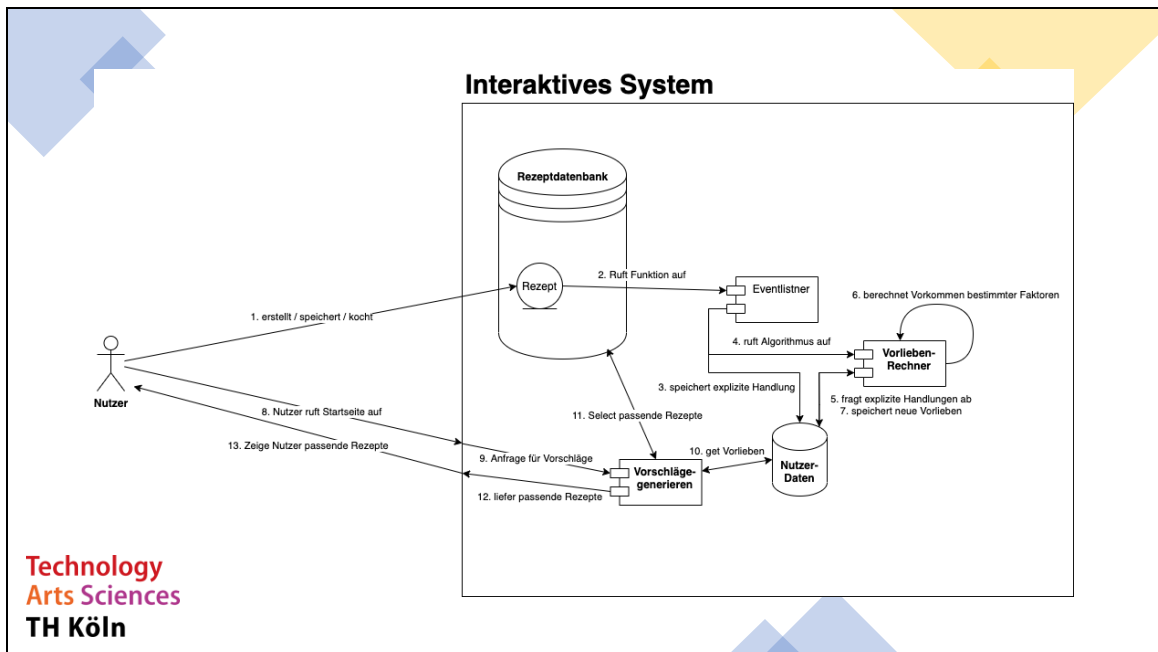 Interaktives System
Rezeptdatenbank
Rezept
2. Ruft Funktion auf
Eventlistner
6. berechnet Vorkommen bestimmter Faktoren
1. erstellt / speichert / kocht
4. ruft Algorithmus auf
Vorlieben-
Rechner
Nutzer
3. speichert explizite Handlung
5. fragt explizite Handlungen ab
7. speichert neue Vorlieben
8. Nutzer ruft Startseite auf
11. Select passende Rezepte
13. Zeige Nutzer passende Rezepte
9. Anfrage für Vorschläge
10. get Vorlieben
Vorschläge-
generieren
Nutzer-
Daten
12. liefer passende Rezepte
Technology
Arts Sciences
TH Köln